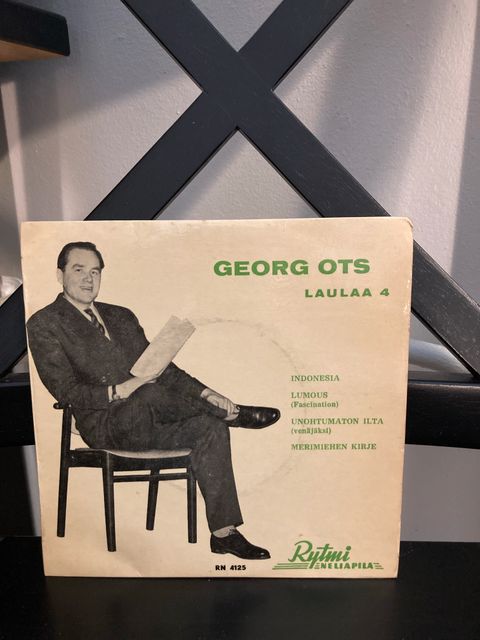 GEORG OTS
LAULAA 4
INDONESIA
LUMOUS
(Fascination)
UNOHTUMATON ILTA
(venäjäksi)
MERIMIEHEN KIRJE
RN 4125
Rytmi
NELIAPILA